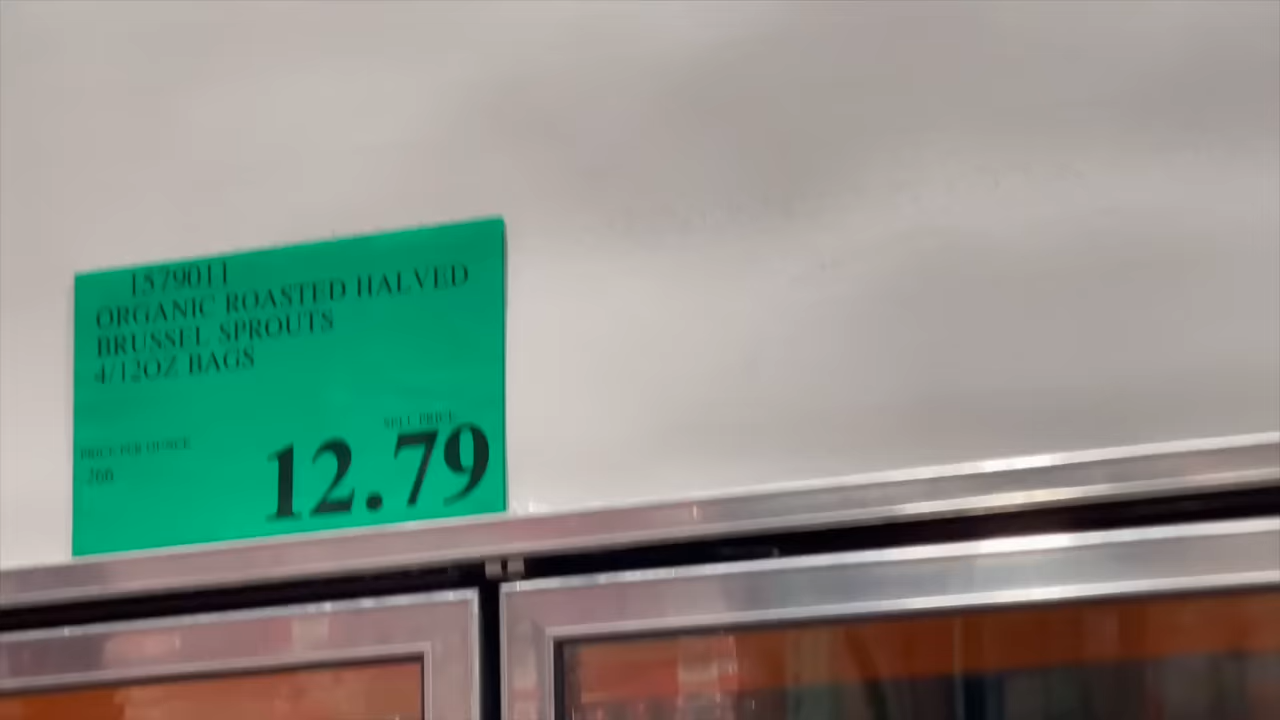 1579011
ORGANIC ROASTED HALVED
BRUSSEL SPROUTS
4/12OZ BAGS
SELL PRICE
PRICE PER OUNCE
.266
12.79